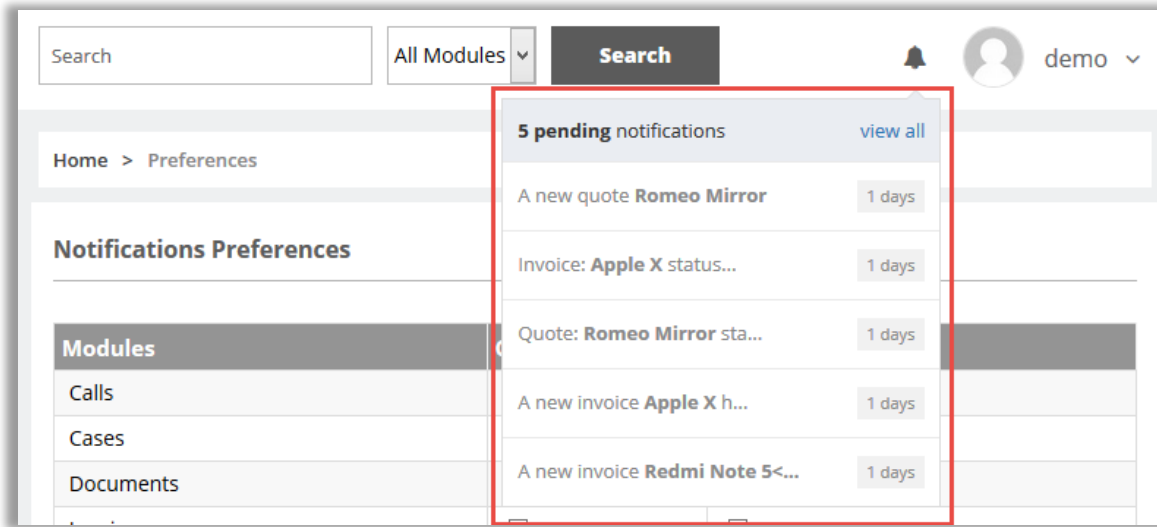 Search
All Modules
Search
demo
5 pending notifications
view all
Home > Preferences
A new quote Romeo Mirror
1 days
Notifications Preferences
Invoice: Apple X status...
1 days
Quote: Romeo Mirror sta...
1 days
Modules
Calls
A new invoice Apple X h...
1 days
Cases
A new invoice Redmi Note 5<...
1 days
Documents